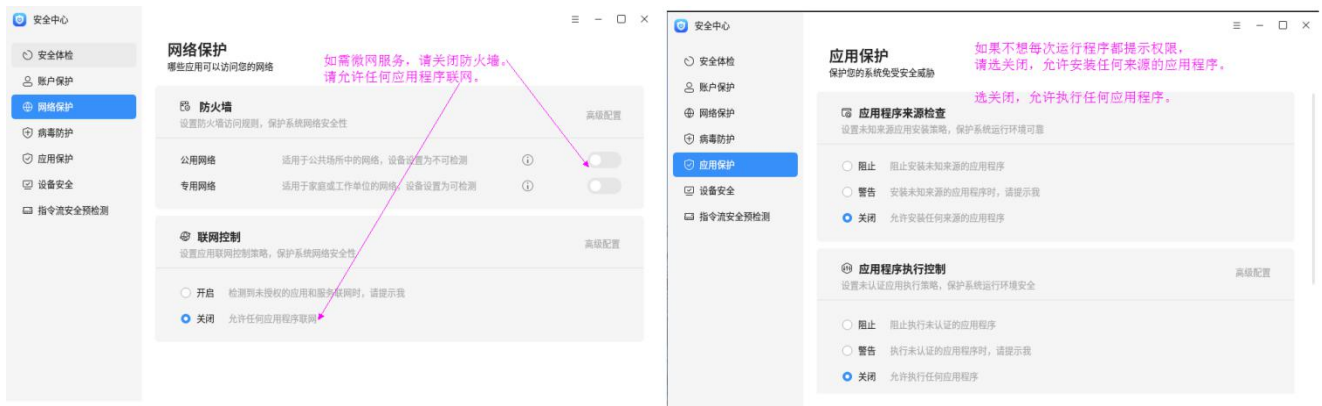 安全中心
安全体检
账户保护
网络保护
病毒防护
应用保护
设备安全
指令流安全预检测
网络保护
哪些应用可以访问您的网络
如需微网服务，请关闭防火墙。
请允许任何应用程序联网。
防火墙
设置防火墙访问规则，保护系统网络安全性
高级配置
公用网络 适用于公共场所中的网络，设备设置为不可检测
专用网络 适用于家庭或工作单位的网络，设备设置为可检测
联网控制
设置应用联网控制策略，保护系统网络安全性
高级配置
开启 检测到未授权的应用和服务联网时，请提示我
关闭 允许任何应用程序联网
安全中心
安全体检
账户保护
网络保护
病毒防护
应用保护
设备安全
指令流安全预检测
应用保护
保护您的系统免受安全威胁
如果不想每次运行程序都提示权限，
请选关闭，允许安装任何来源的应用程序。
选关闭，允许执行任何应用程序。
应用程序来源检查
设置未知来源应用安装策略，保护系统运行环境可靠
阻止 阻止安装未知来源的应用程序
警告 安装未知来源的应用程序时，请提示我
关闭 允许安装任何来源的应用程序
应用程序执行控制
设置未认证应用执行策略，保护系统运行环境安全
高级配置
阻止 阻止执行未认证的应用程序
警告 执行未认证的应用程序时，请提示我
关闭 允许执行任何应用程序